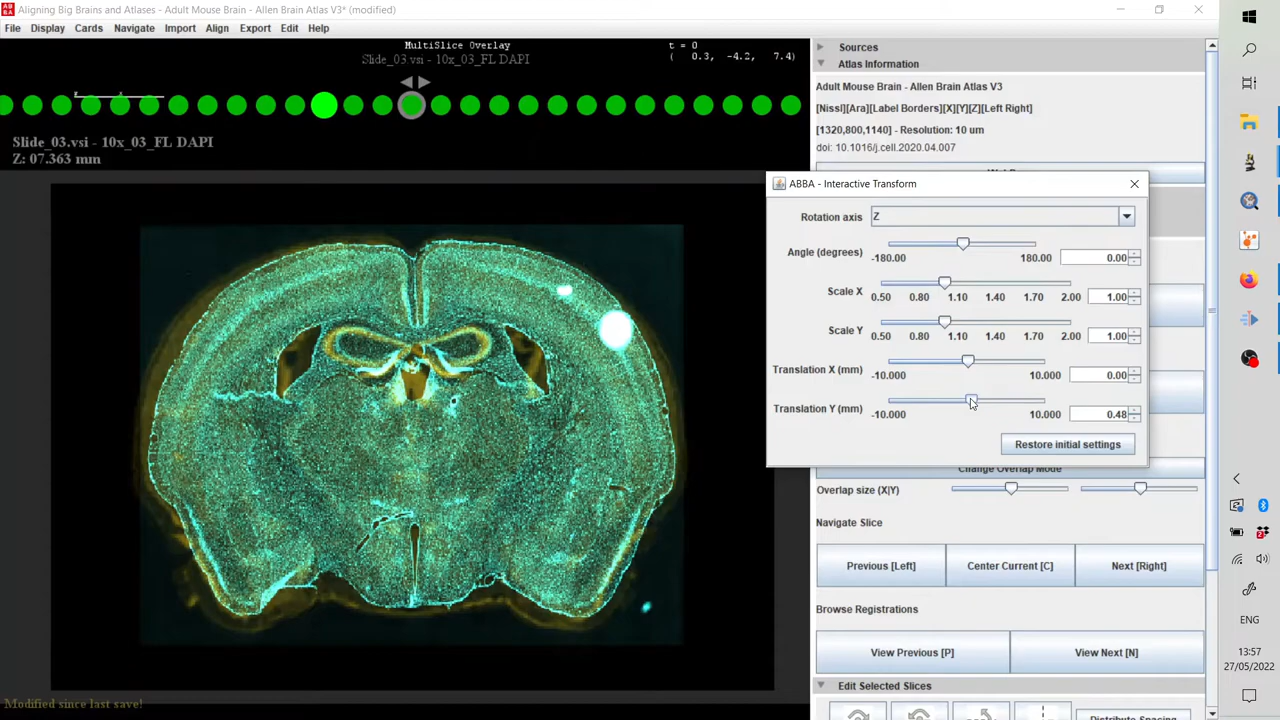 Aligning Big Brains and Atlases - Adult Mouse Brain - Allen Brain Atlas V3* (modified)
File Display Cards Navigate Import Align Export Edit Help
MultiSlice Overlay
Slide_03.vsi - 10x_03_FL DAPI
t = 0
( 0.3, -4.2, 7.4)
Slide_03.vsi - 10x_03_FL DAPI
Z: 07.363 mm
Modified since last save!
Sources
Atlas Information
Adult Mouse Brain - Allen Brain Atlas V3
[Nissl][Ara][Label Borders][X][Y][Z][Left Right]
[1320,800,1140] - Resolution: 10 um
doi: 10.1016/j.cell.2020.04.007
ABBA - Interactive Transform
Rotation axis Z
Angle (degrees) -180.00 180.00 0.00
Scale X 0.50 0.80 1.10 1.40 1.70 2.00 1.00
Scale Y 0.50 0.80 1.10 1.40 1.70 2.00 1.00
Translation X (mm) -10.000 10.000 0.00
Translation Y (mm) -10.000 10.000 0.48
Restore initial settings
Change Overlap Mode
Overlap size (X|Y)
Navigate Slice
Previous [Left] Center Current [C] Next [Right]
Browse Registrations
View Previous [P] View Next [N]
Edit Selected Slices
Distribute Spacing
ENG
13:57
27/05/2022